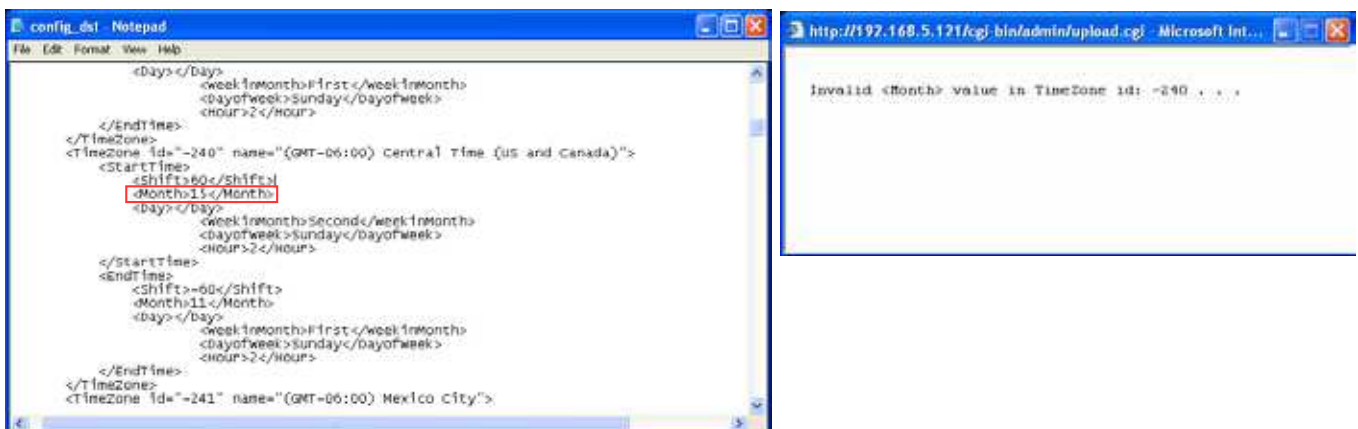 config_dst - Notepad
File Edit Format View Help
<Day></Day>
<WeekinMonth>First</WeekinMonth>
<DayofWeek>Sunday</DayofWeek>
<Hour>2</Hour>
</EndTime>
</TimeZone>
<TimeZone id="-240" name="(GMT-06:00) Central Time (US and Canada)">
<StartTime>
<Shift>60</Shift>
<Month>15</Month>
<Day></Day>
<WeekinMonth>Second</WeekinMonth>
<DayofWeek>Sunday</DayofWeek>
<Hour>2</Hour>
</StartTime>
<EndTime>
<Shift>-60</Shift>
<Month>11</Month>
<Day></Day>
<WeekinMonth>First</WeekinMonth>
<DayofWeek>Sunday</DayofWeek>
<Hour>2</Hour>
</EndTime>
</TimeZone>
<TimeZone id="-241" name="(GMT-06:00) Mexico City">
http://192.168.5.121/cgi-bin/admin/upload.cgi - Microsoft Int...
Invalid <Month> value in TimeZone id: -240 . . .